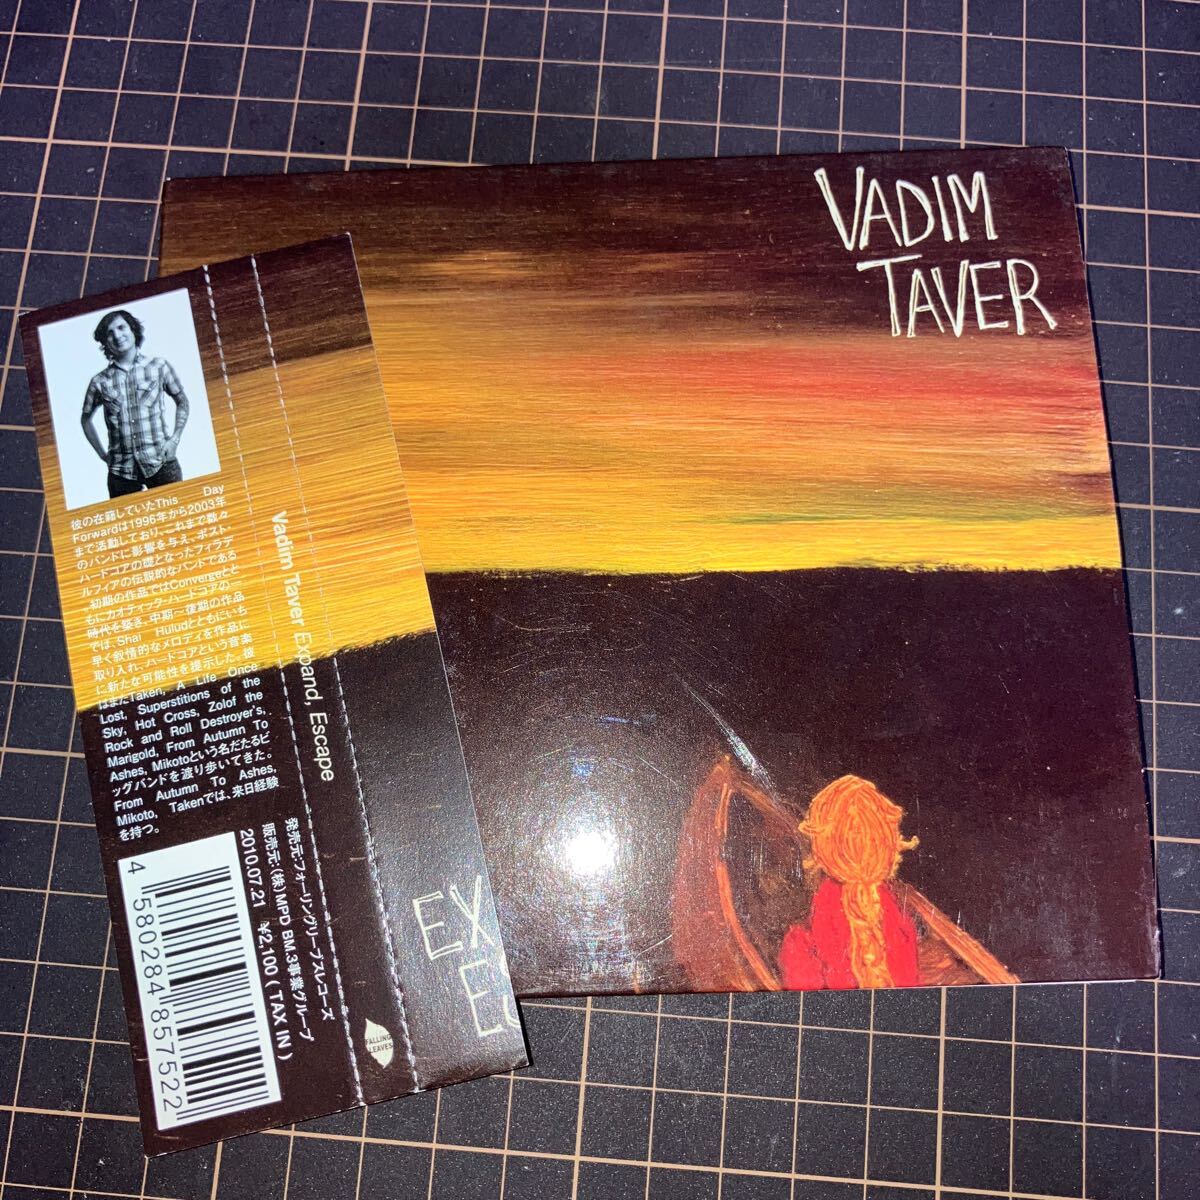 VADIM
TAVER
彼の在籍していたThis Day
Forwardは1996年から2003年
まで活動しており、これまで数々
のバンドに影響を与え、ポスト・
ハードコアの礎となったフィラデ
ルフィアの伝説的なバンドである
。初期の作品ではConvergeとと
もにカオティック・ハードコアの一
時代を築き、中期～後期の作品
では、Shai Huludとともにいち
早く叙情的なメロディを作品に
取り入れ、ハードコアという音楽
に新たな可能性を提示した。彼
はまたTaken, A Life Once
Lost, Superstitions of the
Sky, Hot Cross, Zolof the
Rock and Roll Destroyer's,
Marigold, From Autumn To
Ashes, Mikotoという名だたるビ
ッグバンドを渡り歩いてきた。
From Autumn To Ashes,
Mikoto, Takenでは、来日経験
を持つ。
Vadim Taver Expand, Escape
発売元:フォーリングリーブスレコーズ
販売元:(株)MPD BM.3事業グループ
2010.07.21 ¥2,100 ( TAX IN )
4 580284 857522
FALLING
LEAVES
EX